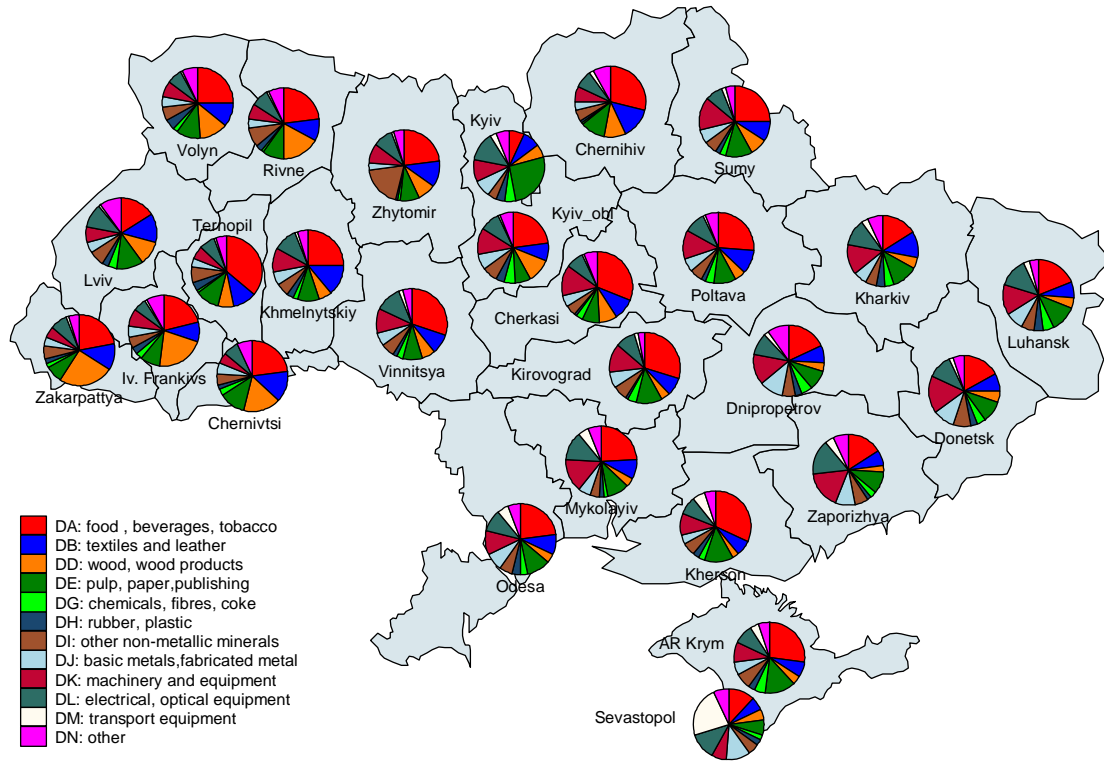 Kyiv
Chernihiv
Volyn
Rivne
Sumy
Zhytomir
Kyiv_obl
Ternopil
Lviv
Poltava
Kharkiv
Khmelnytskiy
Cherkasi
Luhansk
Zakarpattya
Iv. Frankivs
Vinnitsya
Kirovograd
Dnipropetrov
Chernivtsi
Donetsk
Mykolayiv
Zaporizhya
Kherson
Odesa
DA: food , beverages, tobacco
DB: textiles and leather
DD: wood, wood products
DE: pulp, paper,publishing
DG: chemicals, fibres, coke
DH: rubber, plastic
DI: other non-metallic minerals
DJ: basic metals,fabricated metal
DK: machinery and equipment
DL: electrical, optical equipment
DM: transport equipment
DN: other
AR Krym
Sevastopol